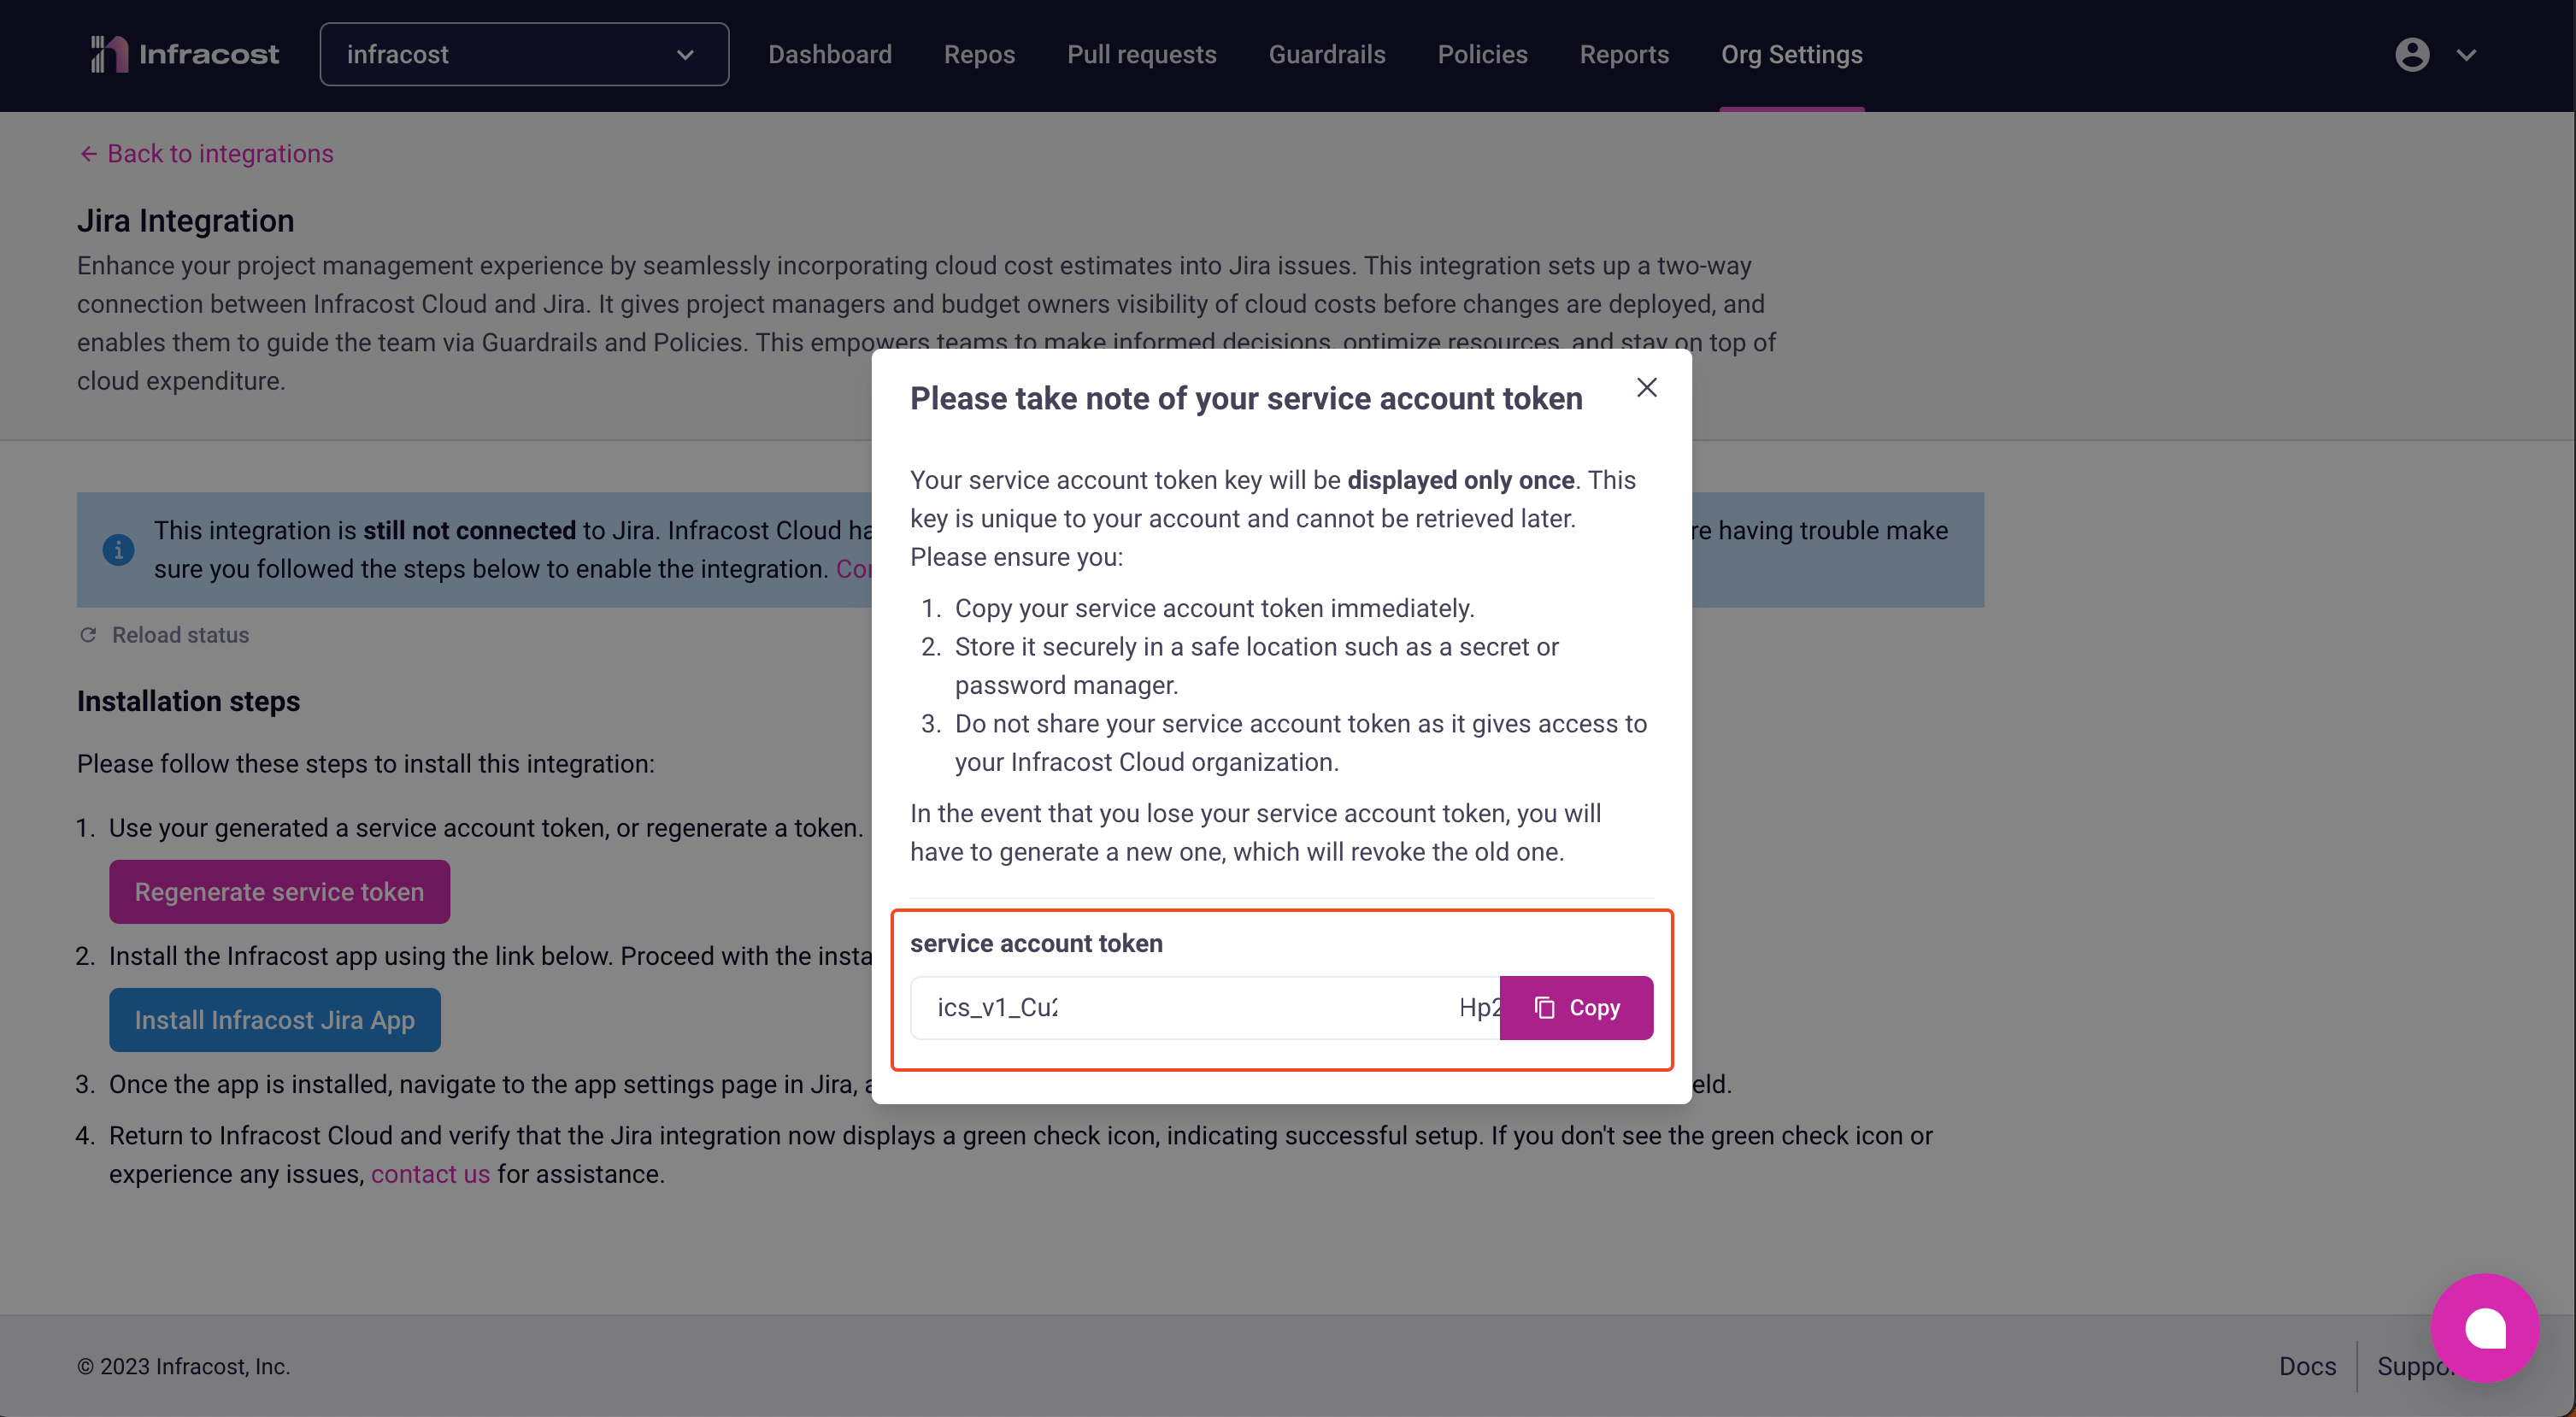 Infracost
infracost
Dashboard
Repos
Pull requests
Guardrails
Policies
Reports
Org Settings
← Back to integrations
Jira Integration
Enhance your project management experience by seamlessly incorporating cloud cost estimates into Jira issues. This integration sets up a two-way
connection between Infracost Cloud and Jira. It gives project managers and budget owners visibility of cloud costs before changes are deployed, and
enables them to guide the team via Guardrails and Policies. This empowers teams to make informed decisions, optimize resources, and stay on top of
cloud expenditure.
This integration is still not connected to Jira. Infracost Cloud
having trouble make
sure you followed the steps below to enable the integration.
Reload status
Installation steps
Please follow these steps to install this integration:
1. Use your generated a service account token, or regenerate a token.
Regenerate service token
2. Install the Infracost app using the link below. Proceed with the
Install Infracost Jira App
3. Once the app is installed, navigate to the app settings page in Jira,
4. Return to Infracost Cloud and verify that the Jira integration now displays a green check icon, indicating successful setup. If you don't see the green check icon or
experience any issues, contact us for assistance.
Please take note of your service account token
Your service account token key will be displayed only once. This
key is unique to your account and cannot be retrieved later.
Please ensure you:
1. Copy your service account token immediately.
2. Store it securely in a safe location such as a secret or
password manager.
3. Do not share your service account token as it gives access to
your Infracost Cloud organization.
In the event that you lose your service account token, you will
have to generate a new one, which will revoke the old one.
service account token
ics_v1_Cu2
Hp2
Copy
© 2023 Infracost, Inc.
Docs